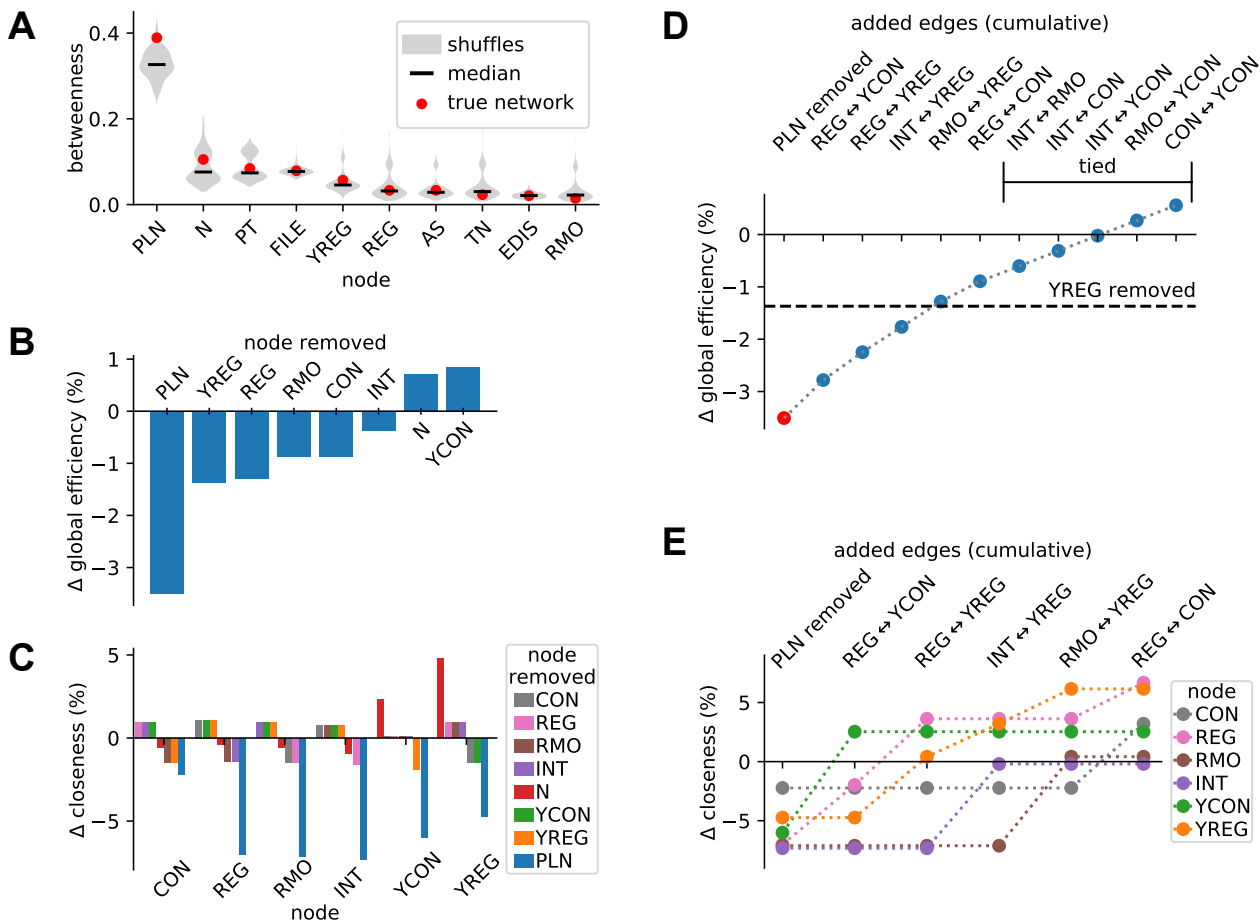 A
betweenness
0.4
0.2
0.0
shuffles
median
true network
PLN
N
PT
FILE
YREG
REG
AS
TN
EDIS
RMO
node
B
node removed
Δ global efficiency (%)
1
0
−1
−2
−3
PLN
YREG
REG
RMO
CON
INT
N
YCON
C
Δ closeness (%)
5
0
−5
CON
REG
RMO
INT
YCON
YREG
node
node
removed
CON
REG
RMO
INT
N
YCON
YREG
PLN
D
added edges (cumulative)
PLN removed
REG↔YCON
REG↔YREG
INT↔YREG
RMO↔YREG
REG↔CON
INT↔RMO
INT↔CON
INT↔YCON
RMO↔YCON
CON↔YCON
tied
Δ global efficiency (%)
0
−1
−2
−3
YREG removed
E
added edges (cumulative)
PLN removed
REG↔YCON
REG↔YREG
INT↔YREG
RMO↔YREG
REG↔CON
Δ closeness (%)
5
0
−5
node
CON
REG
RMO
INT
YCON
YREG